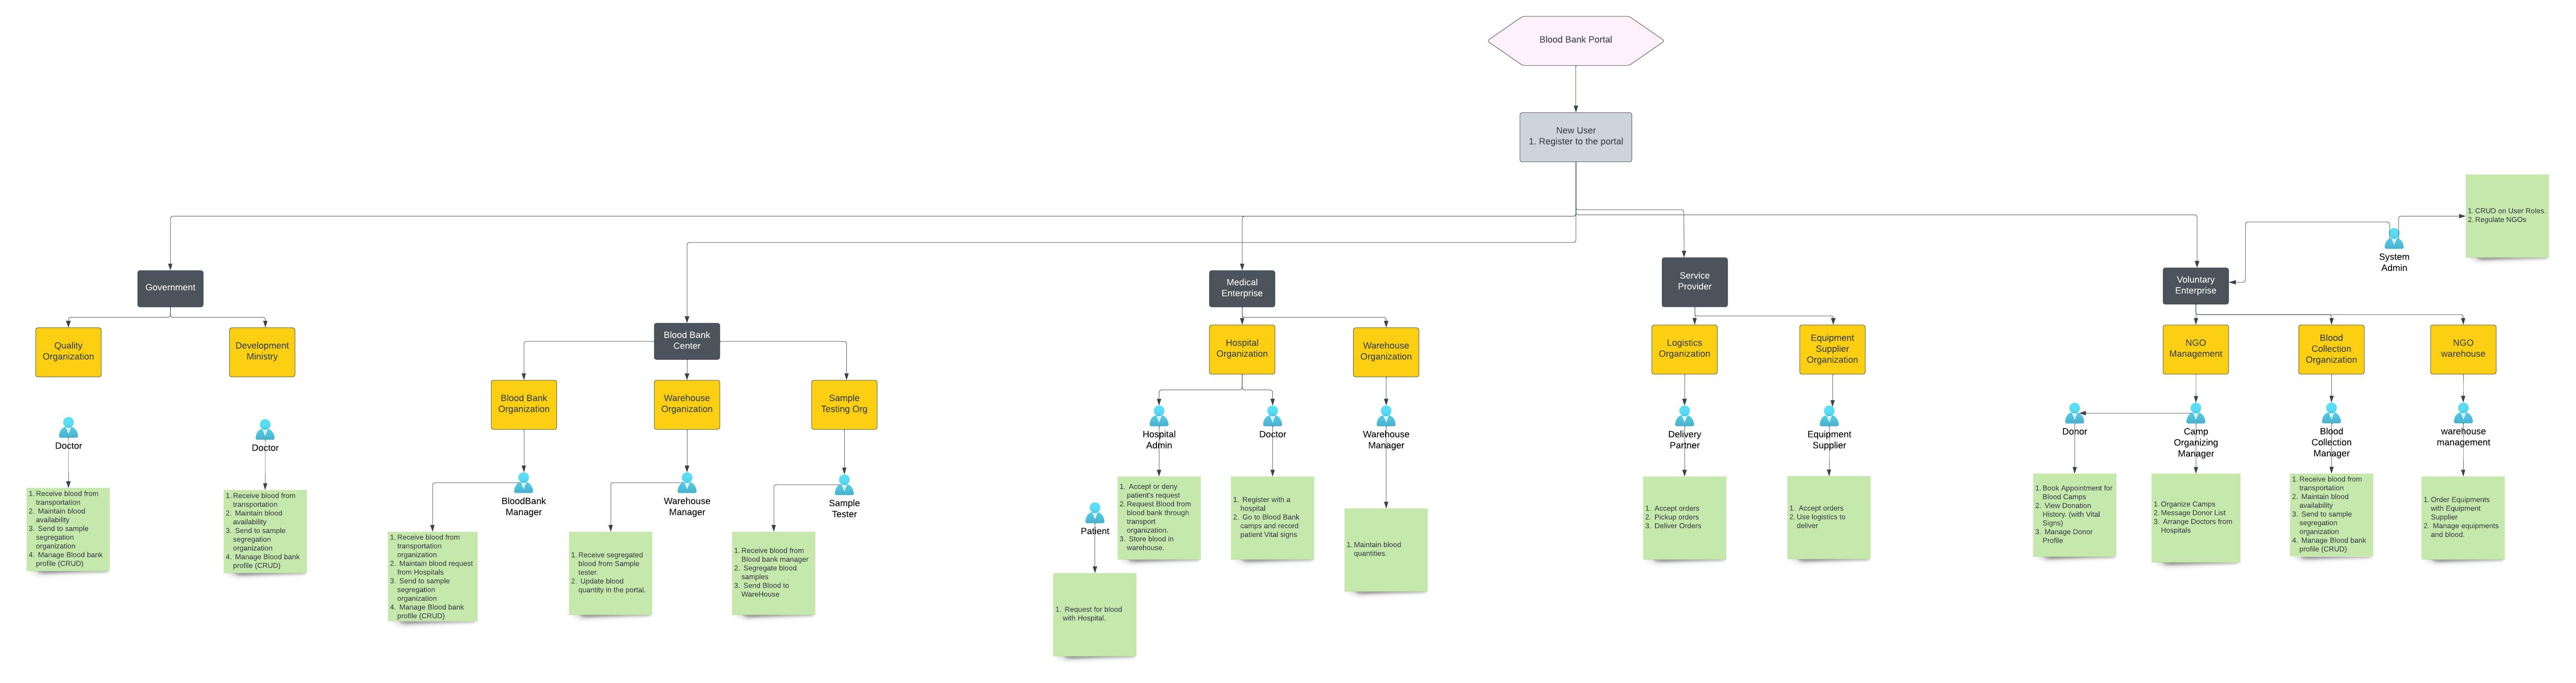 Blood Bank Portal
New User
1. Register to the portal
1. CRUD on User Roles.
2. Regulate NGOs
System
Admin
Government
Medical
Enterprise
Service
Provider
Voluntary
Enterprise
Blood Bank
Center
Quality
Organization
Development
Ministry
Blood Bank
Organization
Warehouse
Organization
Sample
Testing Org
Hospital
Organization
Warehouse
Organization
Logistics
Organization
Equipment
Supplier
Organization
NGO
Management
Blood
Collection
Organization
NGO
warehouse
Doctor
Doctor
BloodBank
Manager
Warehouse
Manager
Sample
Tester
Patient
Hospital
Admin
Doctor
Warehouse
Manager
Delivery
Partner
Equipment
Supplier
Donor
Camp
Organizing
Manager
Blood
Collection
Manager
warehouse
management
1. Receive blood from
transportation
2. Maintain blood
availability
3. Send to sample
segregation
organization
4. Manage Blood bank
profile (CRUD)
1. Receive blood from
transportation
2. Maintain blood
availability
3. Send to sample
segregation
organization
4. Manage Blood bank
profile (CRUD)
1. Receive blood from
transportation
organization
2. Maintain blood request
from Hospitals
3. Send to sample
segregation
organization
4. Manage Blood bank
profile (CRUD)
1. Receive segregated
blood from Sample
tester.
2. Update blood
quantity in the portal.
1. Receive blood from
Blood bank manager
2. Segregate blood
samples
3. Send Blood to
WareHouse
1. Request for blood
with Hospital.
1. Accept or deny
patient's request
2. Request Blood from
blood bank through
transport
organization.
3. Store blood in
warehouse.
1. Register with a
hospital
2. Go to Blood Bank
camps and record
patient Vital signs
1. Maintain blood
quantities.
1. Accept orders
2. Pickup orders
3. Deliver Orders
1. Accept orders
2. Use logistics to
deliver
1. Book Appointment for
Blood Camps
2. View Donation
History. (with Vital
Signs)
3. Manage Donor
Profile
1. Organize Camps
2. Message Donor List
3. Arrange Doctors from
Hospitals
1. Receive blood from
transportation
2. Maintain blood
availability
3. Send to sample
segregation
organization
4. Manage Blood bank
profile (CRUD)
1. Order Equipments
with Equipment
Supplier
2. Manage equipments
and blood.